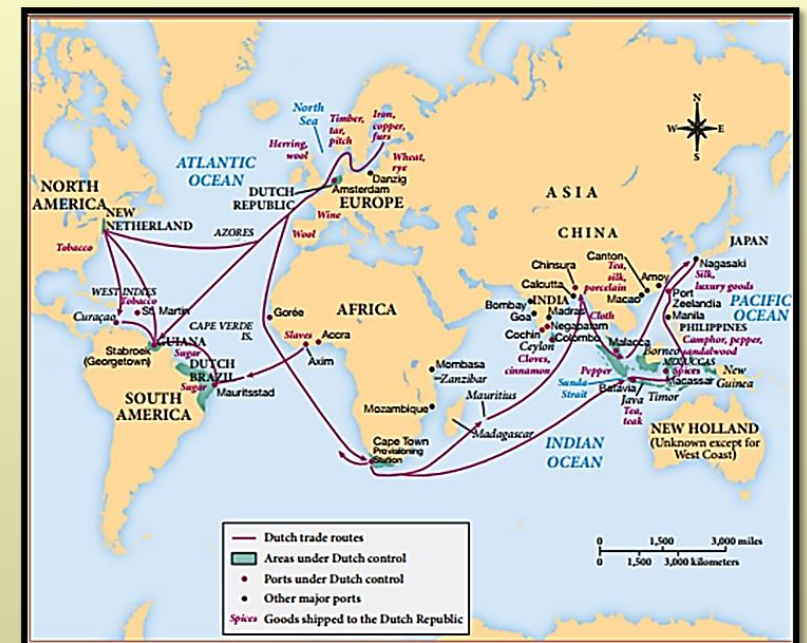 North
Sea
Timber,
tar,
pitch
Iron,
copper,
furs
Herring,
wool
Wheat,
rye
ATLANTIC
OCEAN
DUTCH
REPUBLIC
Amsterdam
Danzig
EUROPE
Wine
Wool
NORTH
AMERICA
NEW
NETHERLAND
Tobacco
AZORES
ASIA
CHINA
JAPAN
Nagasaki
Silk,
luxury goods
Canton
Amoy
Tea,
silk,
porcelain
Macao
Chinsura
Calcutta
Port
Zeelandia
PACIFIC
OCEAN
Manila
PHILIPPINES
Camphor, pepper,
sandalwood
WEST INDIES
Tobacco
St. Martin
Curaçao
CAPE VERDE
IS.
Gorée
AFRICA
Slaves
Accra
Axim
Bombay
INDIA
Goa
Madras
Cloth
Negapatam
Cochin
Colombo
Ceylon
Cloves,
cinnamon
Malacca
Borneo
MOLUCCAS
Spices
New
Guinea
Pepper
Sunda
Strait
Batavia
Java
Macassar
Timor
Tea,
teak
GUIANA
Stabroek
(Georgetown)
Sugar
DUTCH
BRAZIL
Sugar
Mauritsstad
SOUTH
AMERICA
Mombasa
Zanzibar
Mauritius
Mozambique
Madagascar
Cape Town
Provisioning
Station
INDIAN
OCEAN
NEW HOLLAND
(Unknown except for
West Coast)
N
W
E
S
0 1,500 3,000 miles
0 1,500 3,000 kilometers
Dutch trade routes
Areas under Dutch control
Ports under Dutch control
Other major ports
Spices Goods shipped to the Dutch Republic